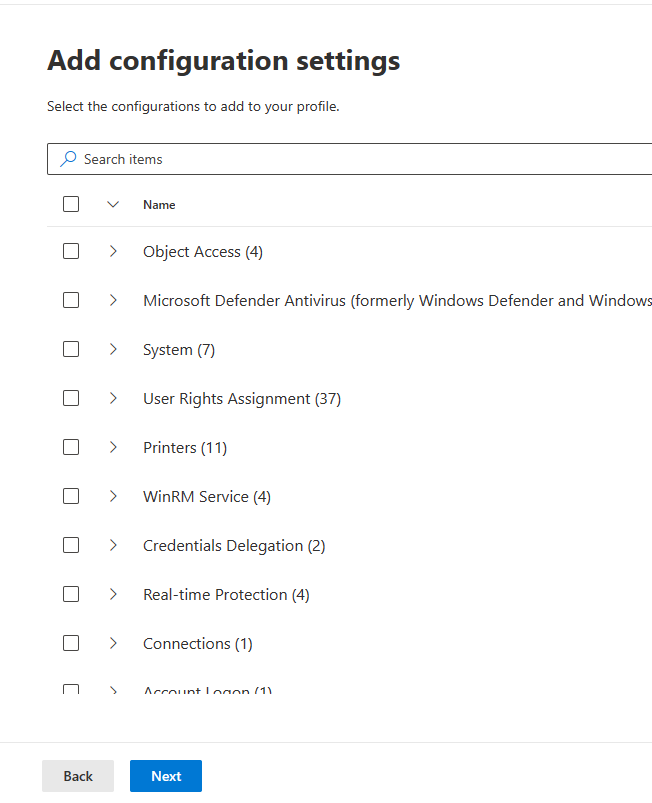 Add configuration settings
Select the configurations to add to your profile.
Search items
Name
Object Access (4)
Microsoft Defender Antivirus (formerly Windows Defender and Windows
System (7)
User Rights Assignment (37)
Printers (11)
WinRM Service (4)
Credentials Delegation (2)
Real-time Protection (4)
Connections (1)
Account Logon (1)
Back
Next